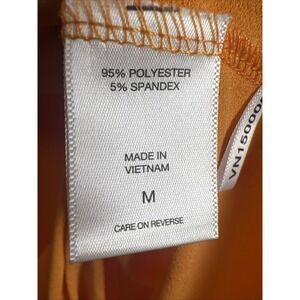 95% POLYESTER
5% SPANDEX
MADE IN
VIETNAM
M
CARE ON REVERSE